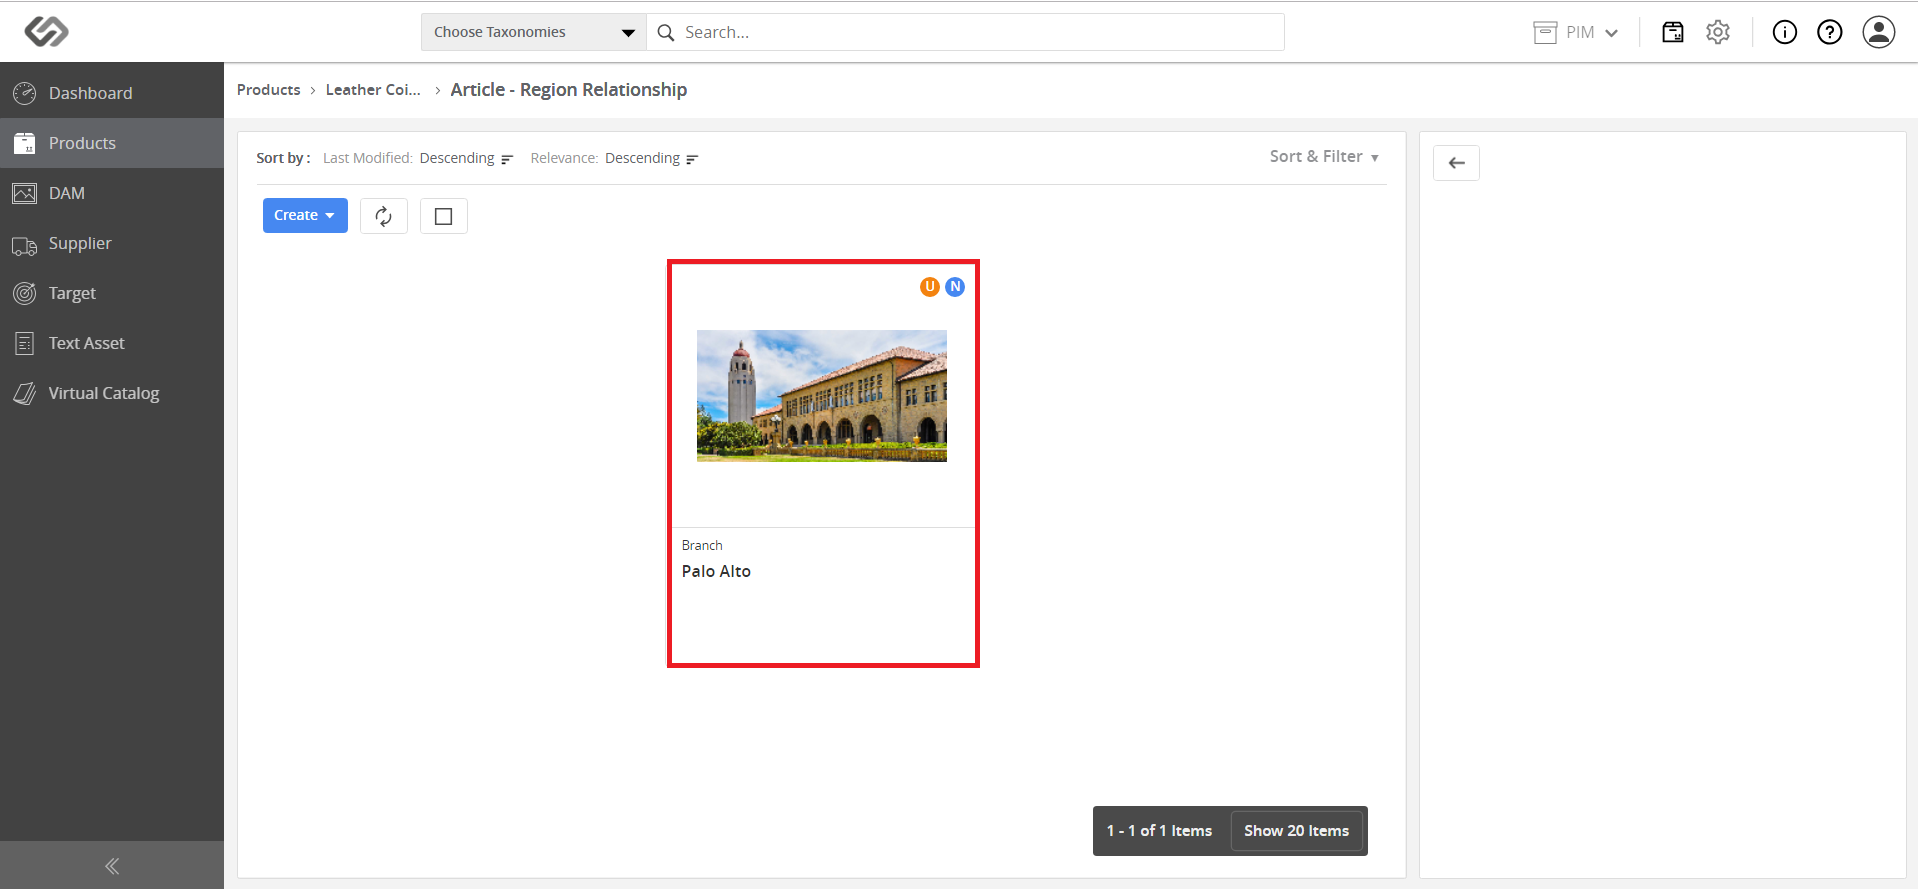 Choose Taxonomies
Search...
PIM
Dashboard
Products
DAM
Supplier
Target
Text Asset
Virtual Catalog
Products › Leather Coi... › Article - Region Relationship
Sort by : Last Modified: Descending Relevance: Descending
Sort & Filter
Create
U N
Branch
Palo Alto
1 - 1 of 1 Items Show 20 Items